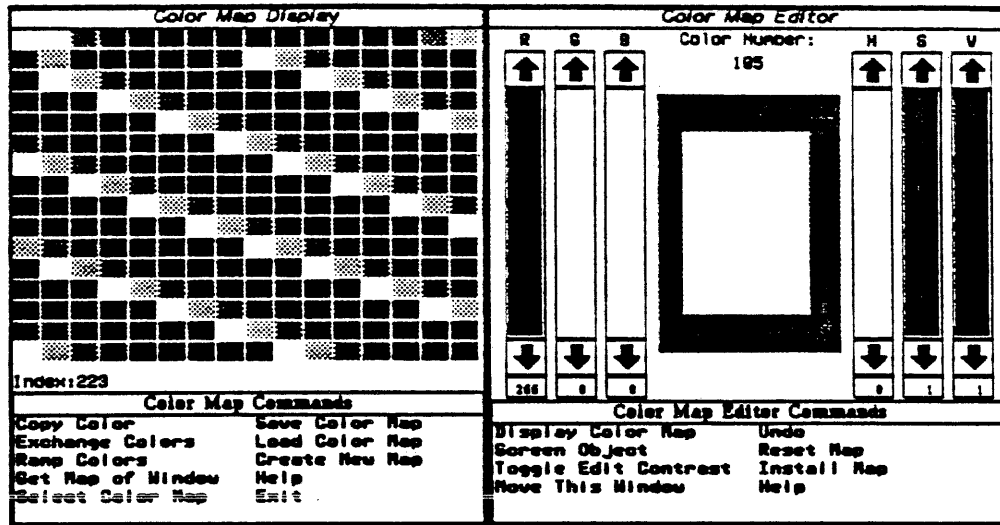 Color Map Display
Index:223
Color Map Commands
Copy Color Save Color Map
Exchange Colors Load Color Map
Ramp Colors Create New Map
Get Map of Window Help
Select Color Map Exit
Color Map Editor
R G B Color Number: H S V
105
266 0 0 0 1 1
Color Map Editor Commands
Display Color Map Undo
Screen Object Reset Map
Toggle Edit Contrast Install Map
Move This Window Help